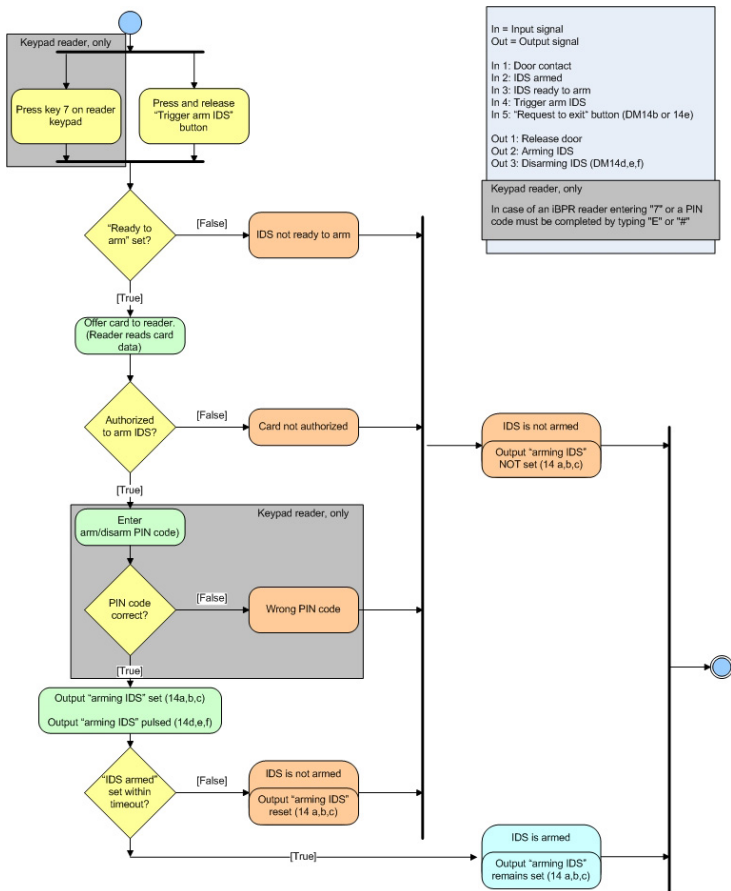 Keypad reader, only
Press key 7 on reader
keypad
Press and release
“Trigger arm IDS”
button
In = Input signal
Out = Output signal
In 1: Door contact
In 2: IDS armed
In 3: IDS ready to arm
In 4: Trigger arm IDS
In 5: "Request to exit" button (DM14b or 14e)
Out 1: Release door
Out 2: Arming IDS
Out 3: Disarming IDS (DM14d,e,f)
Keypad reader, only
In case of an iBPR reader entering "7" or a PIN
code must be completed by typing "E" or "#"
“Ready to
arm” set?
[False]
IDS not ready to arm
[True]
Offer card to reader.
(Reader reads card
data)
Authorized
to arm IDS?
[False]
Card not authorized
IDS is not armed
Output “arming IDS”
NOT set (14 a,b,c)
[True]
Keypad reader, only
Enter
arm/disarm PIN code)
PIN code
correct?
[False]
Wrong PIN code
[True]
Output “arming IDS” set (14a,b,c)
Output “arming IDS” pulsed (14d,e,f)
“IDS armed”
set within
timeout?
[False]
IDS is not armed
Output “arming IDS”
reset (14 a,b,c)
[True]
IDS is armed
Output “arming IDS”
remains set (14 a,b,c)